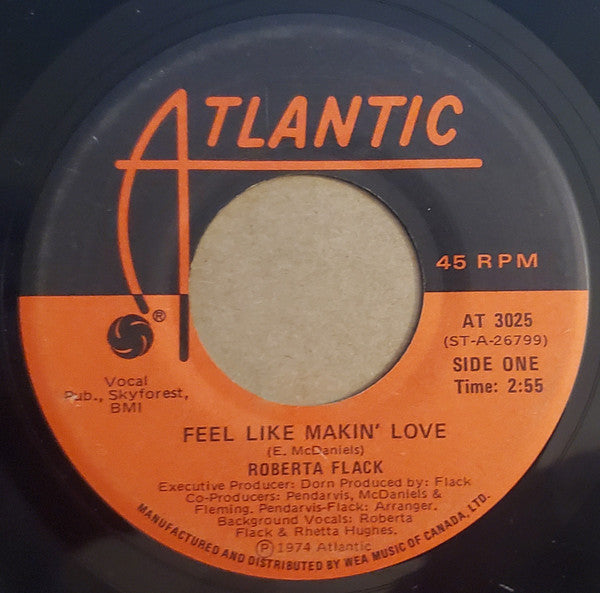 ATLANTIC
®
45 RPM
AT 3025
(ST-A-26799)
SIDE ONE
Time: 2:55
Vocal
Pub., Skyforest,
BMI
FEEL LIKE MAKIN' LOVE
(E. McDaniels)
ROBERTA FLACK
Executive Producer: Dorn Produced by: Flack
Co-Producers: Pendarvis, McDaniels &
Fleming. Pendarvis-Flack: Arranger.
Background Vocals: Roberta
Flack & Rhetta Hughes.
℗ 1974 Atlantic
MANUFACTURED AND DISTRIBUTED BY WEA MUSIC OF CANADA, LTD.